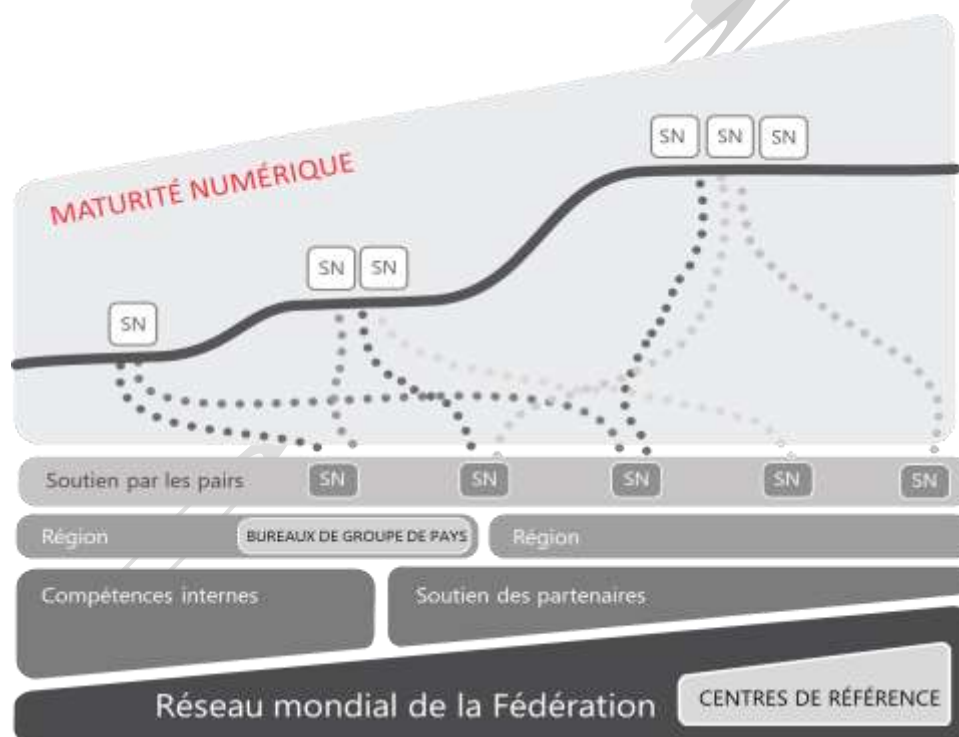 SN SN SN
MATURITÉ NUMÉRIQUE
SN SN
SN
Soutien par les pairs SN SN SN SN SN
Région BUREAUX DE GROUPE DE PAYS Région
Compétences internes Soutien des partenaires
Réseau mondial de la Fédération CENTRES DE RÉFÉRENCE